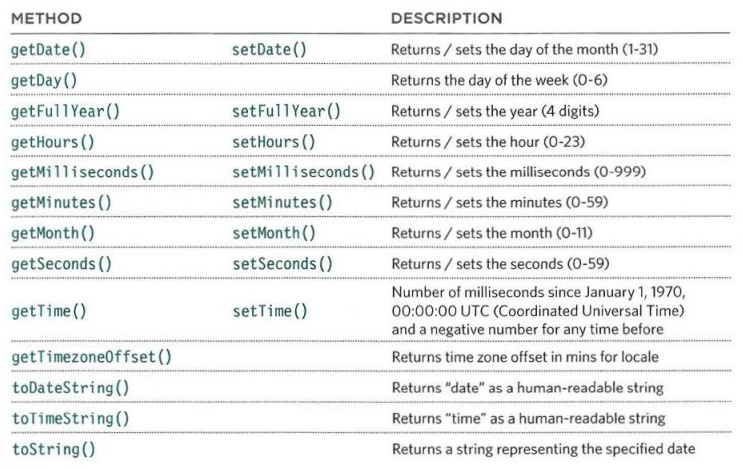 METHOD DESCRIPTION
getDate() setDate() Returns / sets the day of the month (1-31)
getDay() Returns the day of the week (0-6)
getFullYear() setFullYear() Returns / sets the year (4 digits)
getHours() setHours() Returns / sets the hour (0-23)
getMilliseconds() setMilliseconds() Returns / sets the milliseconds (0-999)
getMinutes() setMinutes() Returns / sets the minutes (0-59)
getMonth() setMonth() Returns / sets the month (0-11)
getSeconds() setSeconds() Returns / sets the seconds (0-59)
Number of milliseconds since January 1, 1970,
getTime() setTime() 00:00:00 UTC (Coordinated Universal Time)
and a negative number for any time before
getTimezoneOffset() Returns time zone offset in mins for locale
toDateString() Returns "date" as a human-readable string
toTimeString() Returns "time" as a human-readable string
toString() Returns a string representing the specified date